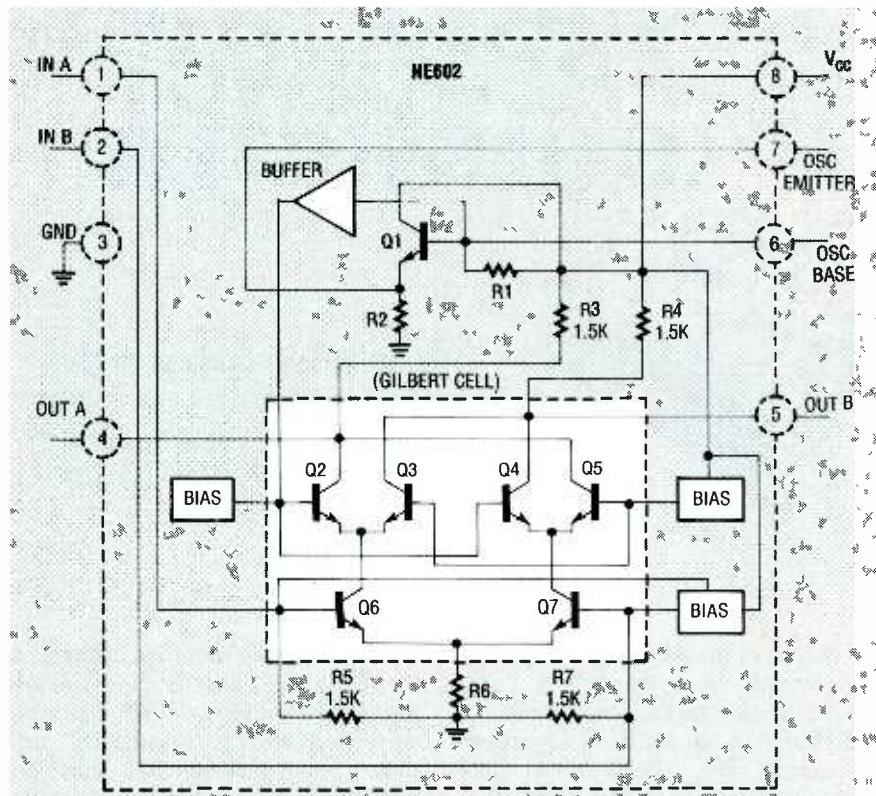 IN A
1
NE602
8
VCC
IN B
2
7
OSC
EMITTER
BUFFER
GND
3
Q1
6
OSC
BASE
R1
R2
R3
1.5K
R4
1.5K
(GILBERT CELL)
OUT A
4
5
OUT B
Q2
Q3
Q4
Q5
BIAS
BIAS
Q6
Q7
BIAS
R5
1.5K
R6
R7
1.5K